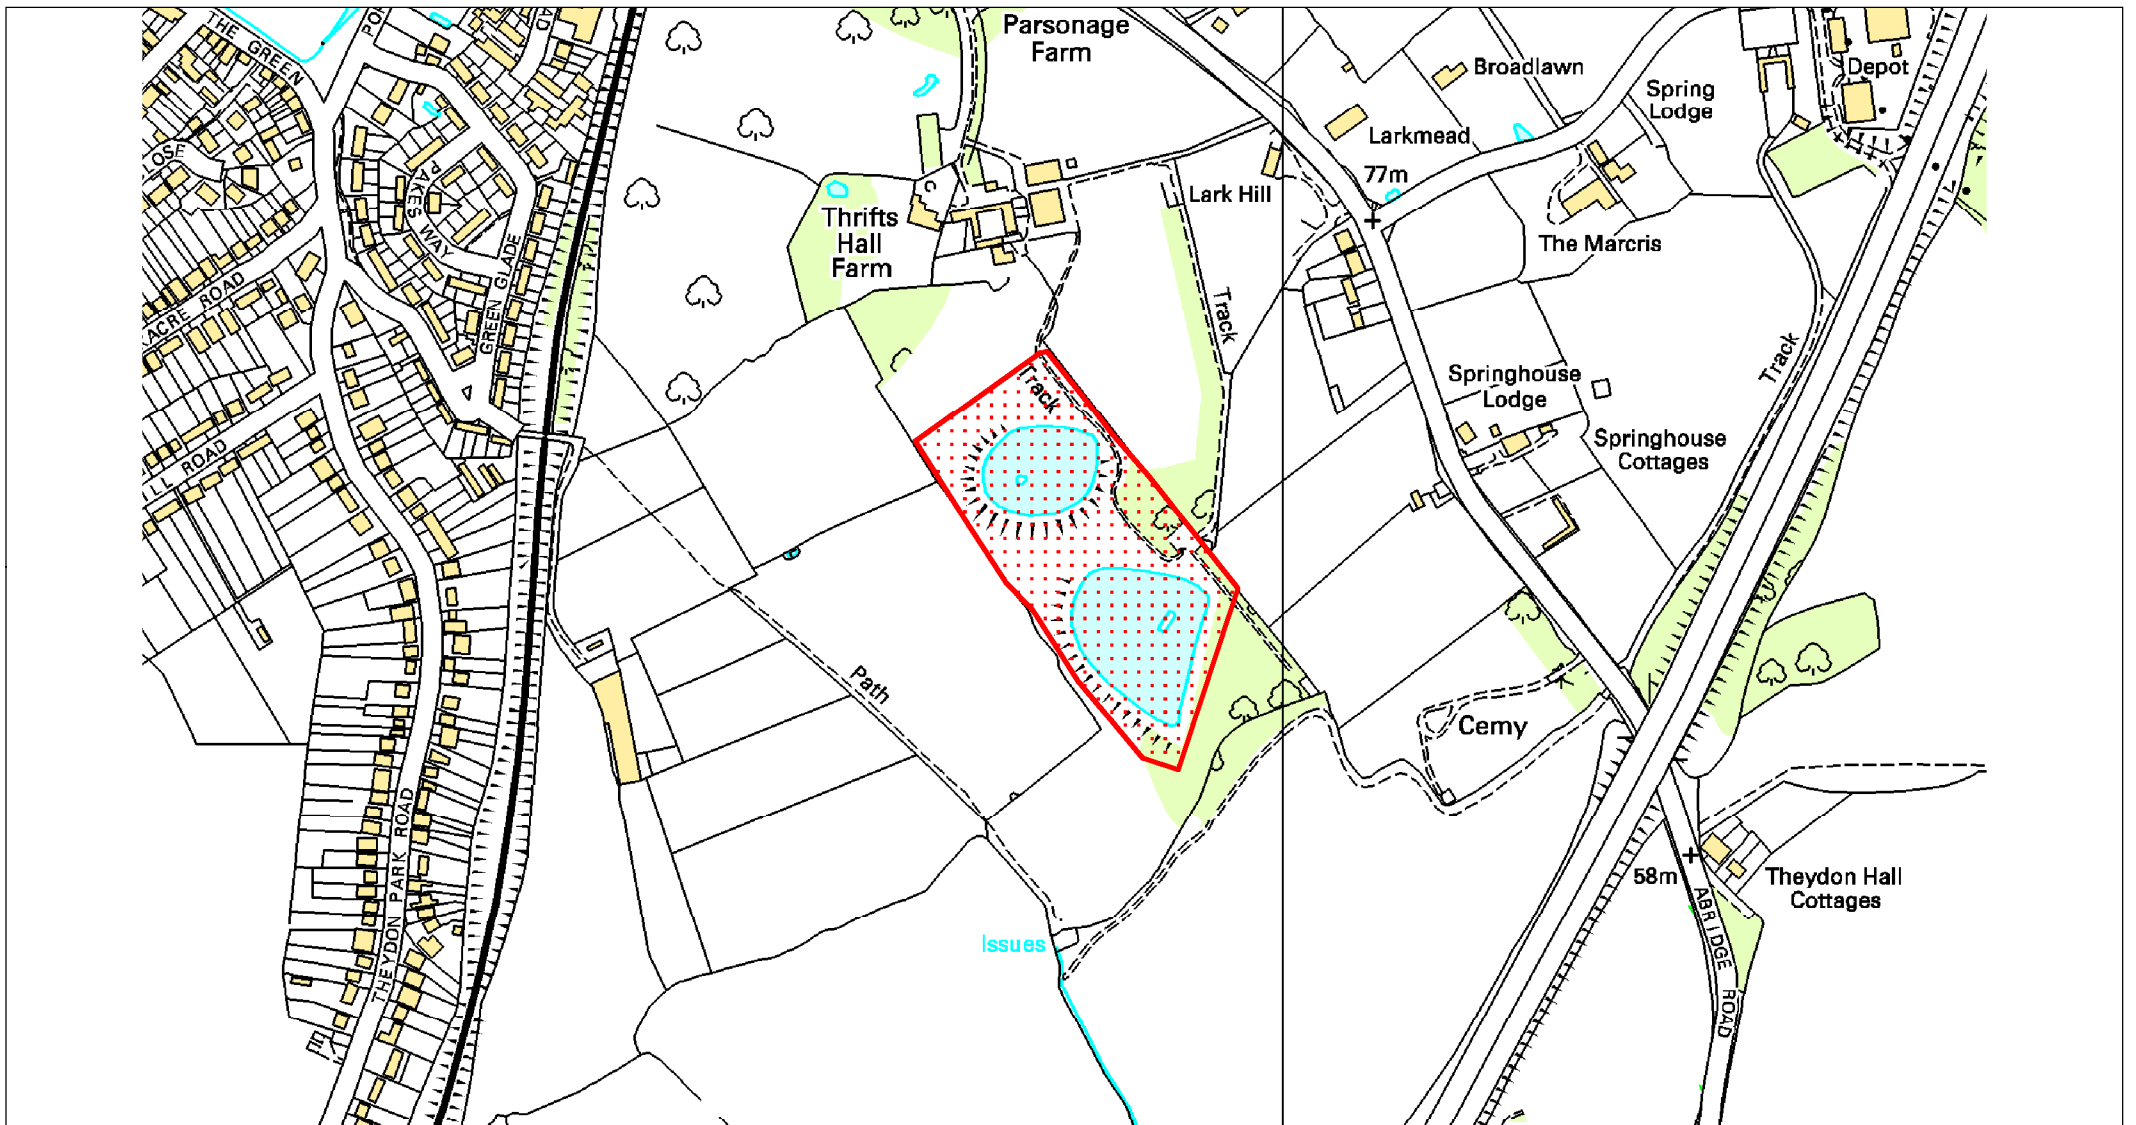 THE GREEN
Parsonage
Farm
Broadlawn
Depot
Spring
Lodge
Larkmead
77m
Lark Hill
The Marcris
Thrifts
Hall
Farm
PAKES WAY
GREEN GLADE
ACRE ROAD
Track
Track
Track
Springhouse
Lodge
Springhouse
Cottages
ROAD
Path
Cemy
THEYDON PARK ROAD
58m
Theydon Hall
Cottages
ABRIDGE ROAD
Issues